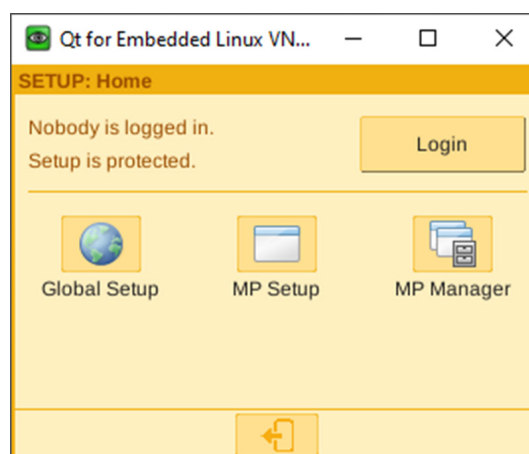 Qt for Embedded Linux VN...
SETUP: Home
Nobody is logged in.
Setup is protected.
Login
Global Setup
MP Setup
MP Manager